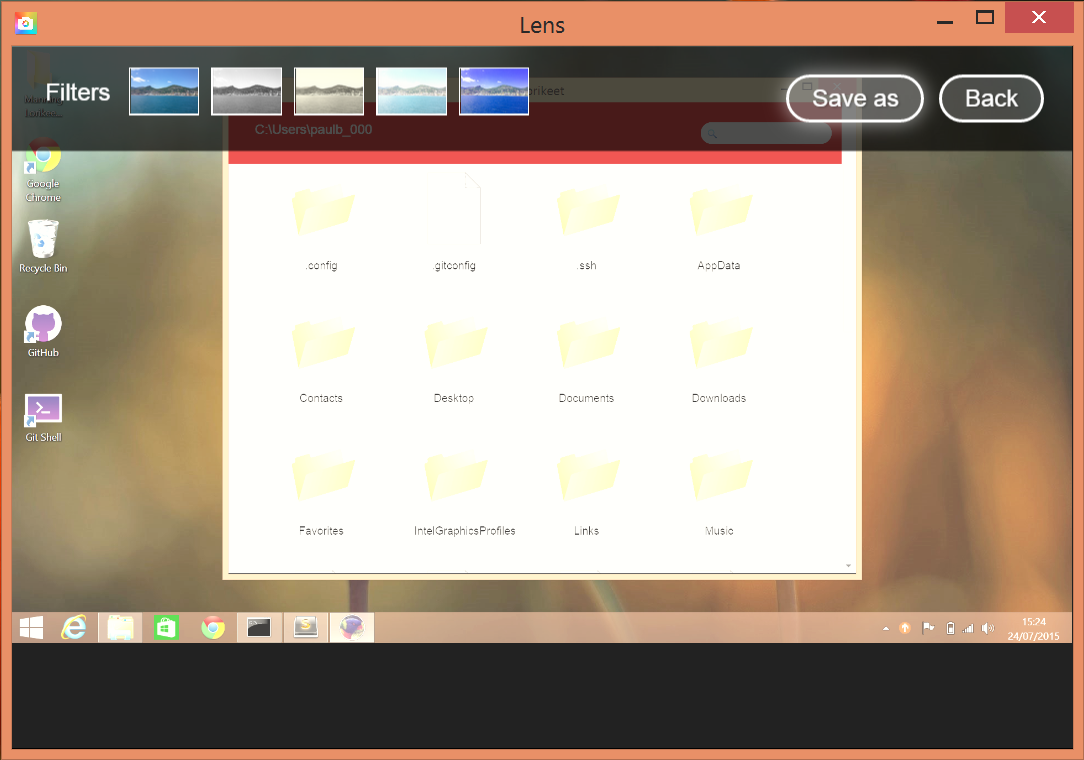 Lens
Filters
Save as
Back
C:\Users\paulb_000
Google
Chrome
Recycle Bin
GitHub
Git Shell
.config
.gitconfig
.ssh
AppData
Contacts
Desktop
Documents
Downloads
Favorites
IntelGraphicsProfiles
Links
Music
15:24
24/07/2015